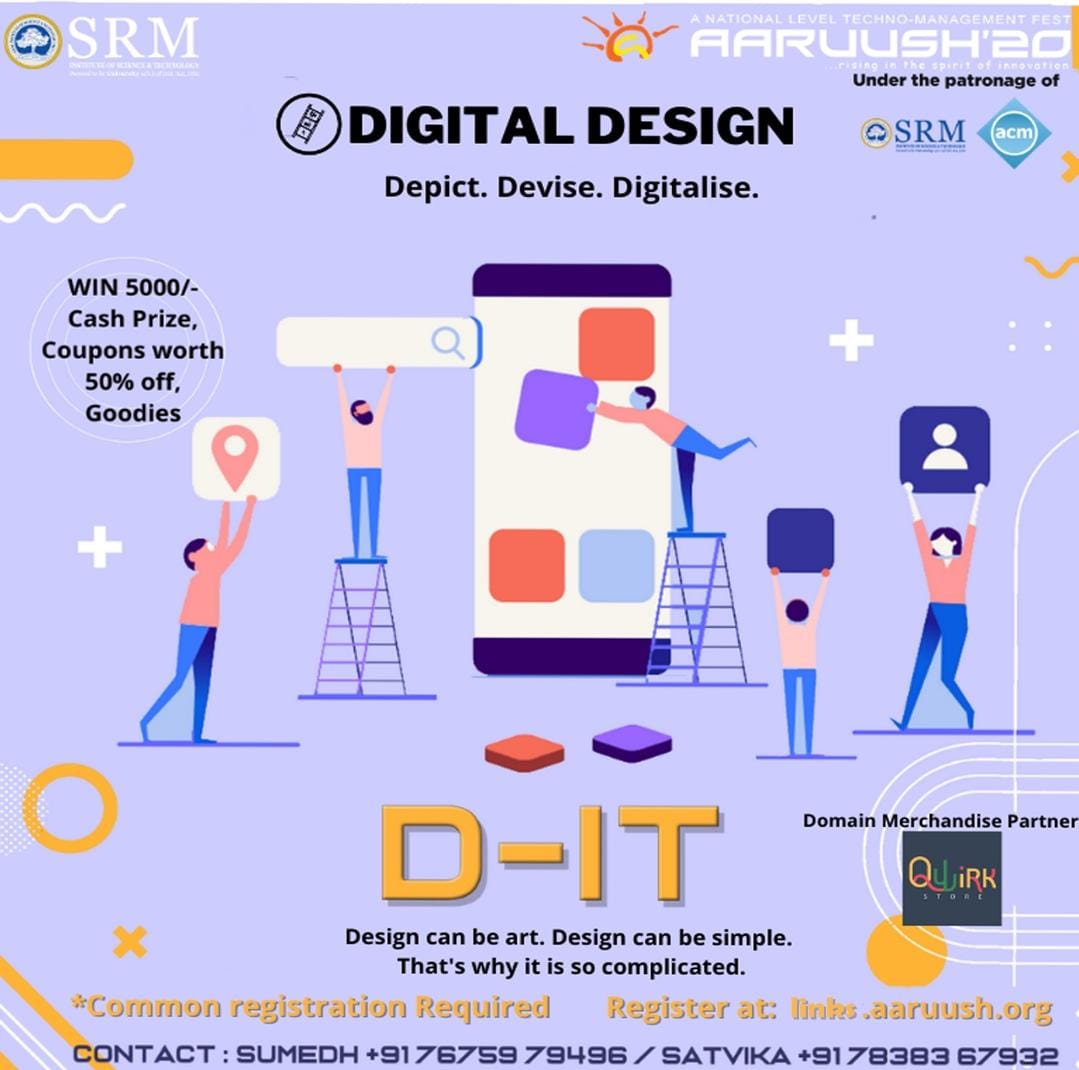 SRM
INSTITUTE OF SCIENCE & TECHNOLOGY
A NATIONAL LEVEL TECHNO-MANAGEMENT FEST
AARUUSH'20
...rising in the spirit of innovation
Under the patronage of
SRM
acm
DIGITAL DESIGN
Depict. Devise. Digitalise.
WIN 5000/-
Cash Prize,
Coupons worth
50% off,
Goodies
D-IT
Domain Merchandise Partner
QWIRK
STORE
Design can be art. Design can be simple.
That's why it is so complicated.
*Common registration Required
Register at: links .aaruush.org
CONTACT : SUMEDH +91 76759 79496 / SATVIKA +91 78383 67932